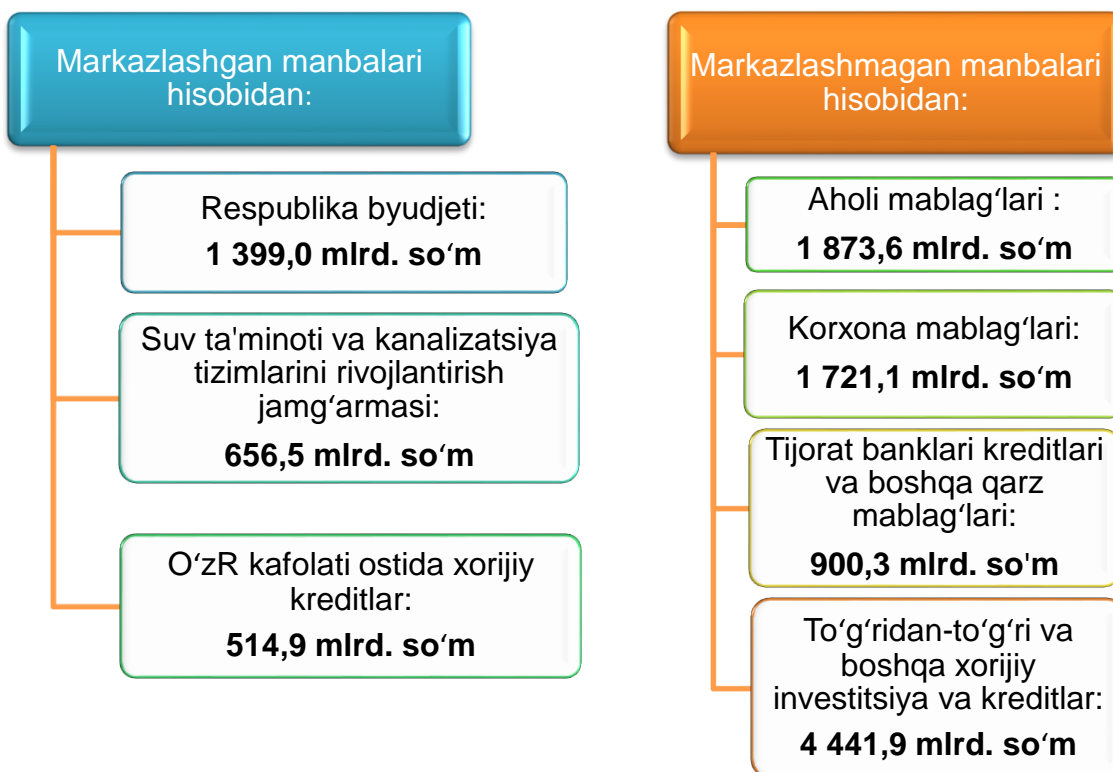 Markazlashgan manbalari
hisobidan:
Respublika byudjeti:
1 399,0 mlrd. so‘m
Suv ta'minoti va kanalizatsiya
tizimlarini rivojlantirish
jamg‘armasi:
656,5 mlrd. so‘m
O‘zR kafolati ostida xorijiy
kreditlar:
514,9 mlrd. so‘m
Markazlashmagan manbalari
hisobidan:
Aholi mablag‘lari :
1 873,6 mlrd. so‘m
Korxona mablag‘lari:
1 721,1 mlrd. so‘m
Tijorat banklari kreditlari
va boshqa qarz
mablag‘lari:
900,3 mlrd. so'm
To‘g‘ridan-to‘g‘ri va
boshqa xorijiy
investitsiya va kreditlar:
4 441,9 mlrd. so‘m